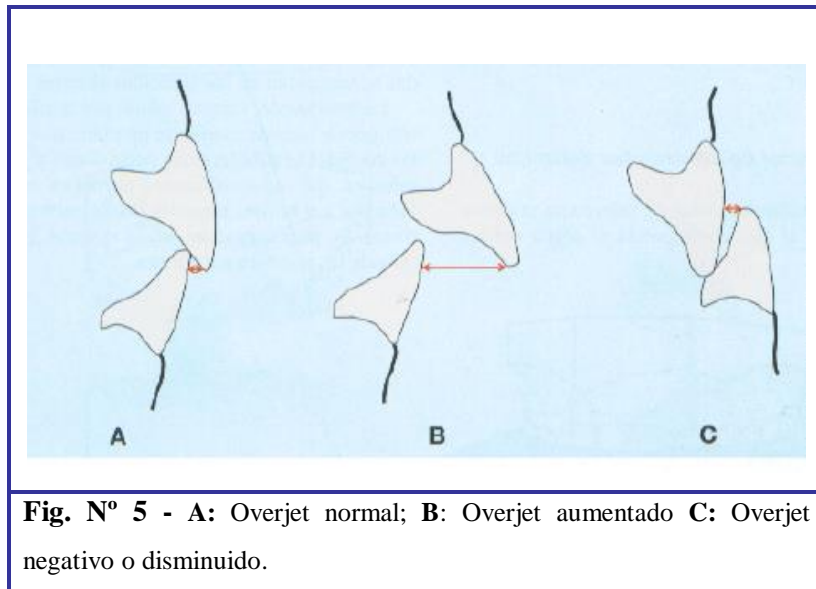 A
B
C
Fig. Nº 5 - A: Overjet normal; B: Overjet aumentado C: Overjet
negativo o disminuido.